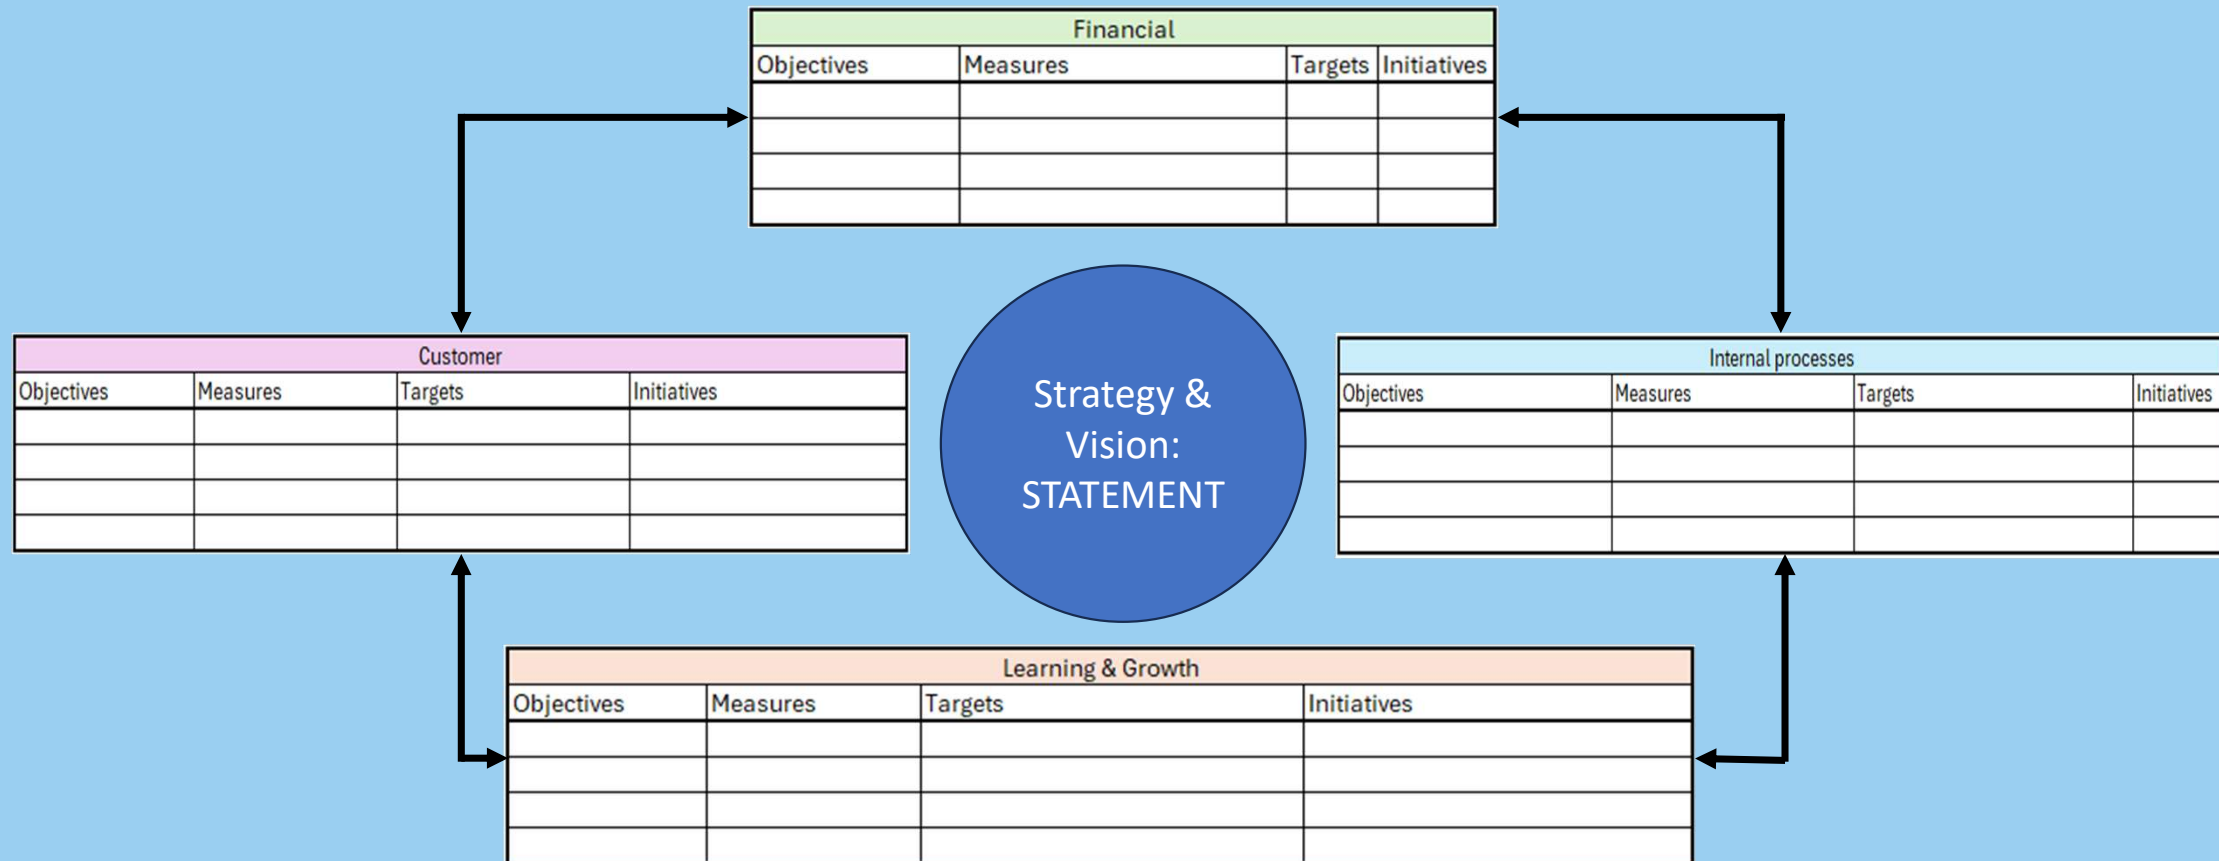 Financial
Objectives Measures Targets Initiatives
Customer
Objectives Measures Targets Initiatives
Strategy &
Vision:
STATEMENT
Internal processes
Objectives Measures Targets Initiatives
Learning & Growth
Objectives Measures Targets Initiatives